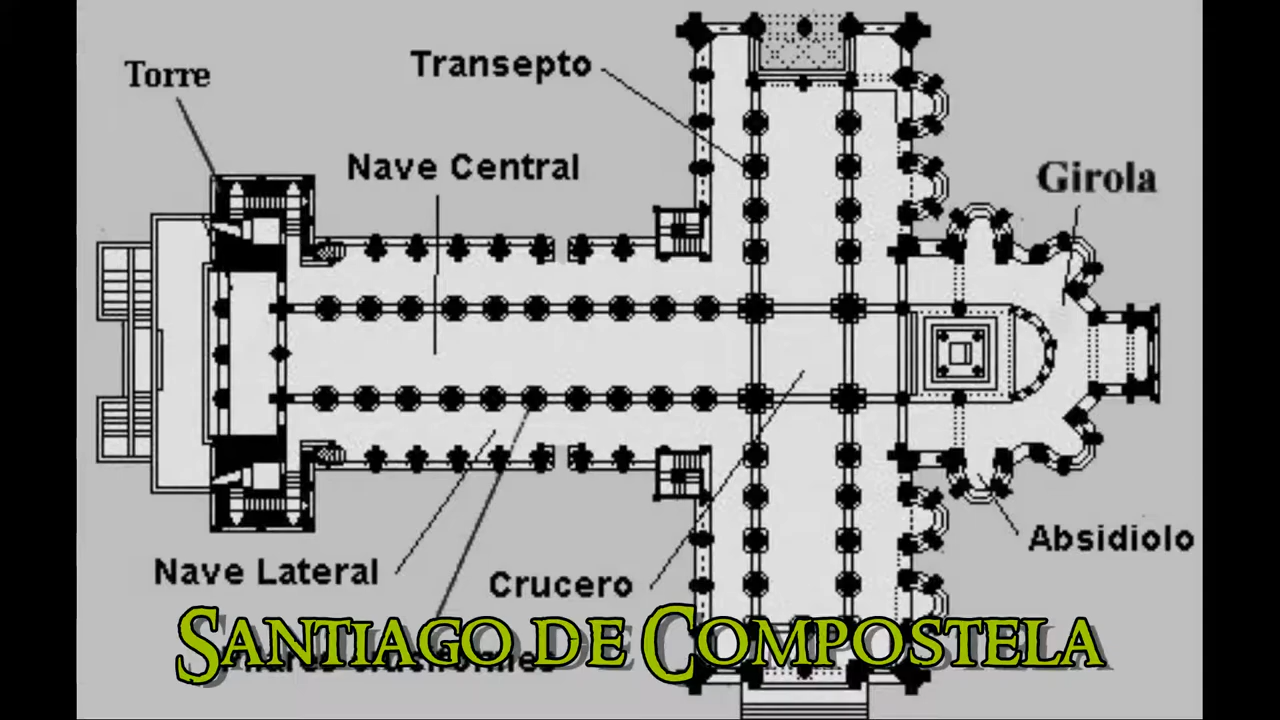 Transepto
Torre
Nave Central
Girola
Absidiolo
Nave Lateral
Crucero
SANTIAGO DE COMPOSTELA